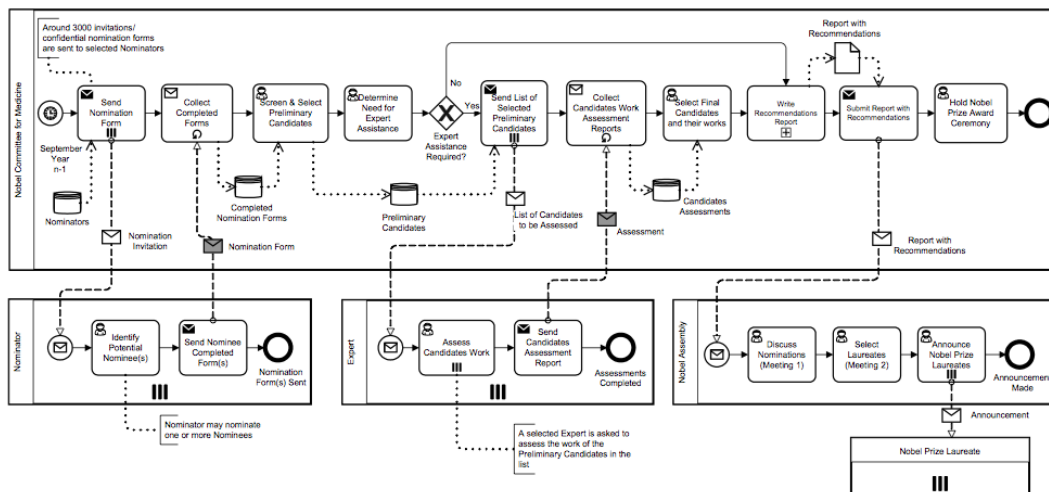 Around 3000 invitations/
confidential nomination forms
are sent to selected Nominators
Report with
Recommendations
Nobel Committee for Medicine
Send
Nomination
Form
Collect
Completed
Forms
Screen & Select
Preliminary
Candidates
Determine
Need for
Expert
Assistance
No
Yes
Expert
Assistance
Required?
Send List of
Selected
Preliminary
Candidates
Collect
Candidates Work
Assessment
Reports
Select Final
Candidates
and their works
Write
Recommendations
Report
Submit Report with
Recommendations
Hold Nobel
Prize Award
Ceremony
September
Year
n-1
Nominators
Completed
Nomination Forms
Preliminary
Candidates
List of Candidates
to be Assessed
Candidates
Assessments
Nomination
Invitation
Nomination Form
Assessment
Report with
Recommendations
Nominator
Identify
Potential
Nominee(s)
Send Nominee
Completed
Form(s)
Nomination
Form(s) Sent
Nominator may nominate
one or more Nominees
Expert
Assess
Candidates Work
Send
Candidates
Assessment
Report
Assessments
Completed
A selected Expert is asked to
assess the work of the
Preliminary Candidates in the
list
Nobel Assembly
Discuss
Nominations
(Meeting 1)
Select
Laureates
(Meeting 2)
Announce
Nobel Prize
Laureates
Announcement
Made
Announcement
Nobel Prize Laureate